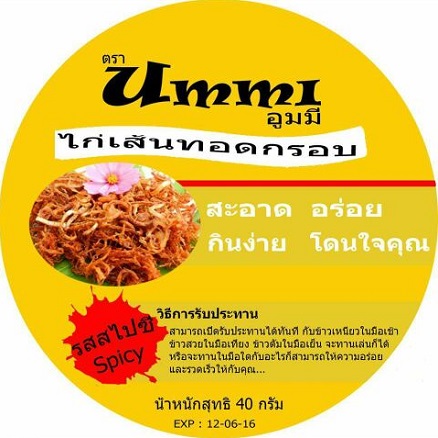 ตรา
ummi
อูมมี
ไก่เส้นทอดกรอบ
สะอาด อร่อย
กินง่าย โดนใจคุณ
รสสไปซี
Spicy
วิธีการรับประทาน
สามารถเปิดรับประทานได้ทันที กับข้าวเหนียวในมือเช้า
ข้าวสวยในมือเที่ยง ข้าวต้มในมือเย็น จะทานเล่นก็ได้
หรือจะทานในมือใดกับอะไรก็สามารถให้ความอร่อย
และรวดเร็วให้กับคุณ...
น้ำหนักสุทธิ 40 กรัม
EXP : 12-06-16